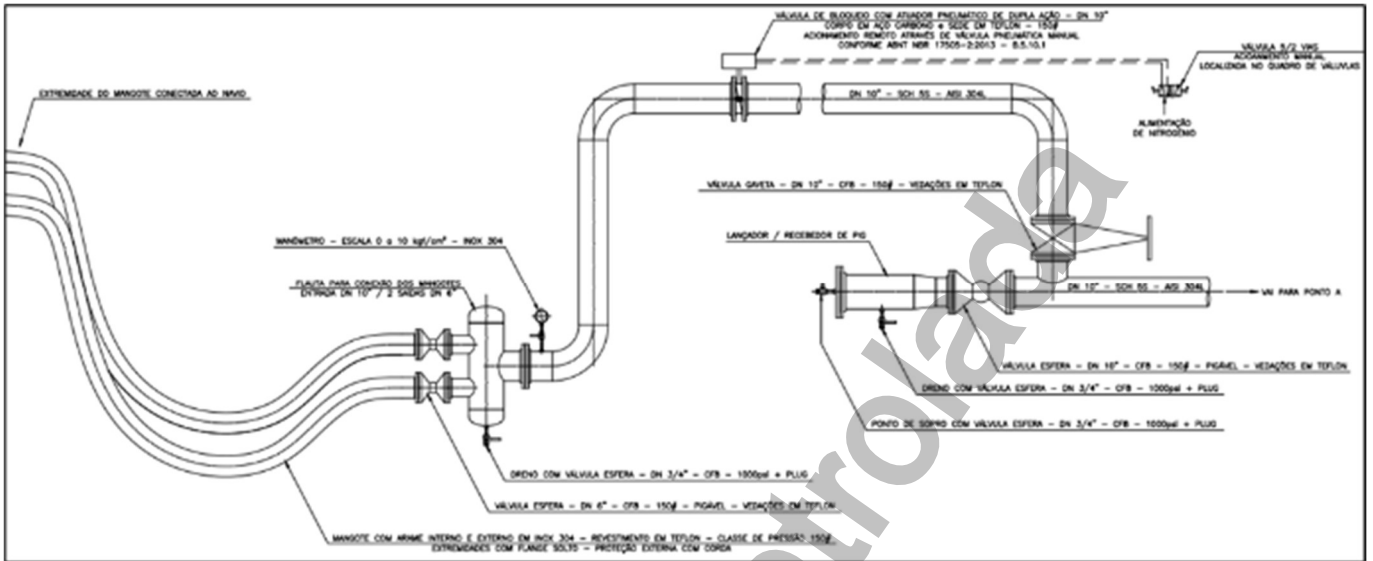 VÁLVULA DE BLOQUEIO COM ATUADOR PNEUMÁTICO DE DUPLA AÇÃO – DN 10"
CORPO EM AÇO CARBONO e SEDE EM TEFLON – 150#
ACIONAMENTO REMOTO ATRAVÉS DE VÁLVULA PNEUMÁTICA MANUAL
CONFORME ABNT NBR 17505-2:2013 – 8.5.10.1
VÁLVULA 5/2 VIAS
ACIONAMENTO MANUAL
LOCALIZADA NO QUADRO DE VÁLVULAS
EXTREMIDADE DO MANGOTE CONECTADA AO NAVIO
DN 10" – SCH 5S – AISI 304L
ALIMENTAÇÃO
DE NITROGÊNIO
VÁLVULA GAVETA – DN 10" – CFB – 150# – VEDAÇÕES EM TEFLON
MANÔMETRO – ESCALA 0 a 10 kgf/cm² – INOX 304
LANÇADOR / RECEBEDOR DE PIG
FLAUTA PARA CONEXÃO DOS MANGOTES
ENTRADA DN 10" / 2 SAÍDAS DN 6"
DN 10" – SCH 5S – AISI 304L
VAI PARA PONTO A
VÁLVULA ESFERA – DN 10" – CFB – 150# – PIGÁVEL – VEDAÇÕES EM TEFLON
DRENO COM VÁLVULA ESFERA – DN 3/4" – CFB – 1000psi + PLUG
PONTO DE SOPRO COM VÁLVULA ESFERA – DN 3/4" – CFB – 1000psi + PLUG
DRENO COM VÁLVULA ESFERA – DN 3/4" – CFB – 1000psi + PLUG
VÁLVULA ESFERA – DN 6" – CFB – 150# – PIGÁVEL – VEDAÇÕES EM TEFLON
MANGOTE COM ARAME INTERNO E EXTERNO EM INOX 304 – REVESTIMENTO EM TEFLON – CLASSE DE PRESSÃO 150#
EXTREMIDADES COM FLANGE SOLTO – PROTEÇÃO EXTERNA COM CORDA
trolada